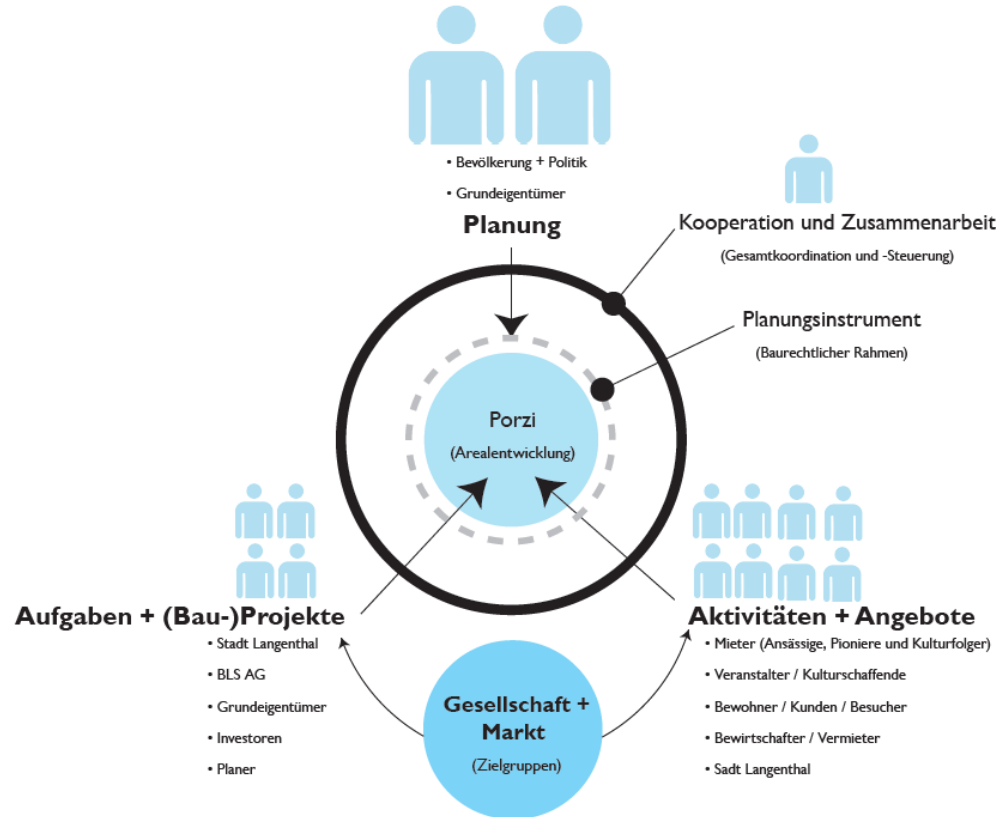 • Bevölkerung + Politik
• Grundeigentümer
Planung
Kooperation und Zusammenarbeit
(Gesamtkoordination und -Steuerung)
Planungsinstrument
(Baurechtlicher Rahmen)
Porzi
(Arealentwicklung)
Aufgaben + (Bau-)Projekte
• Stadt Langenthal
• BLS AG
• Grundeigentümer
• Investoren
• Planer
Gesellschaft +
Markt
(Zielgruppen)
Aktivitäten + Angebote
• Mieter (Ansässige, Pioniere und Kulturfolger)
• Veranstalter / Kulturschaffende
• Bewohner / Kunden / Besucher
• Bewirtschafter / Vermieter
• Sadt Langenthal